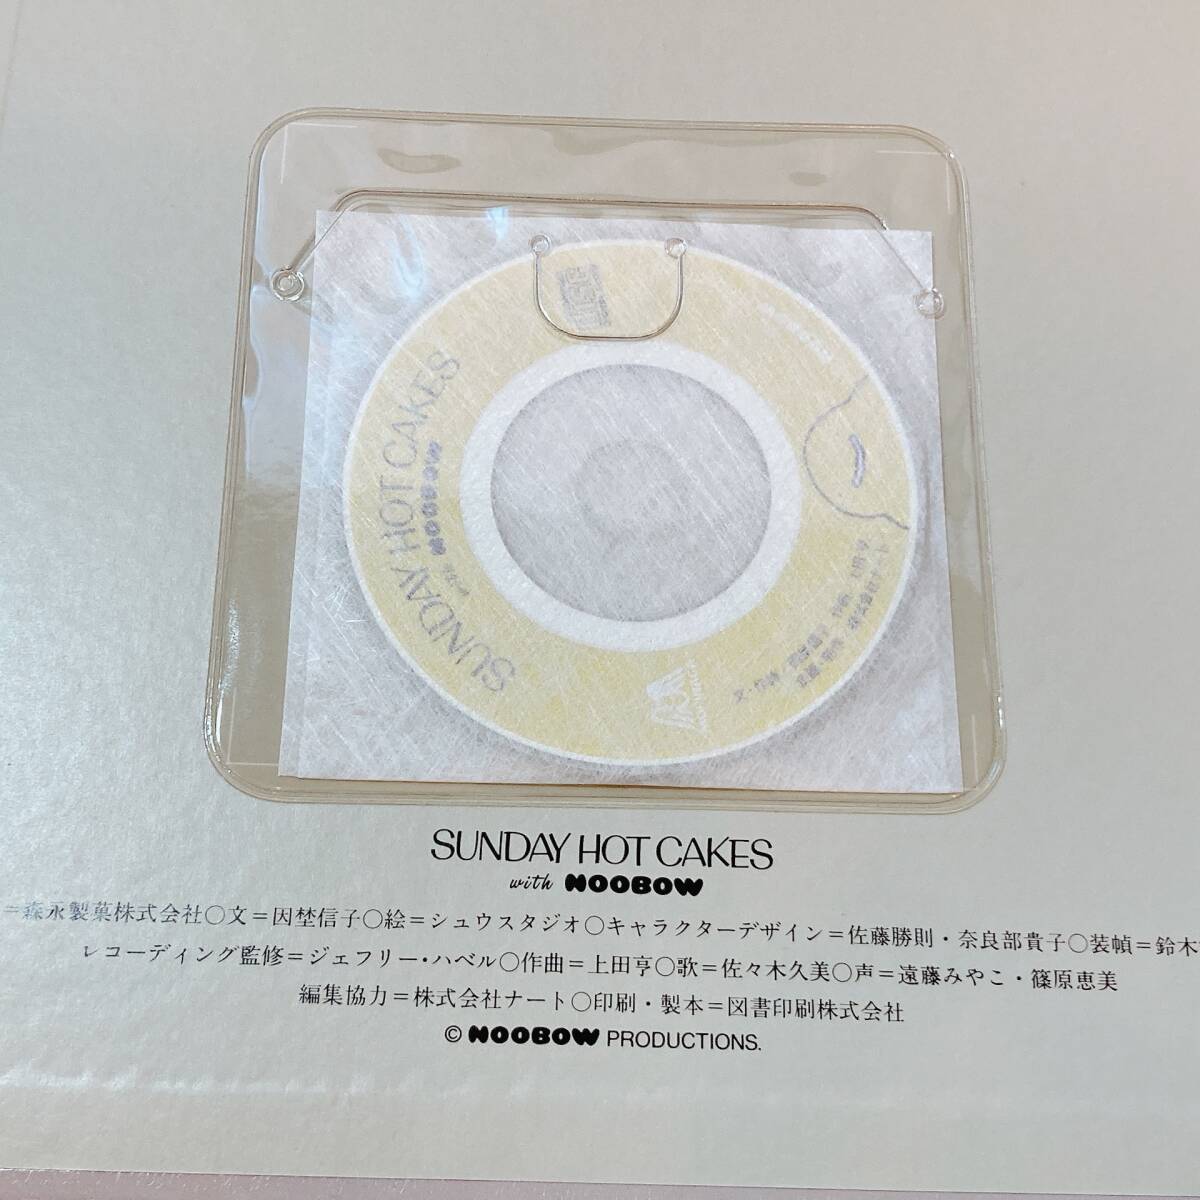 SUNDAY HOT CAKES
NOOBOW
MORINAGA
SUNDAY HOT CAKES
with NOOBOW
=森永製菓株式会社○文=因埜信子○絵=シュウスタジオ○キャラクターデザイン=佐藤勝則・奈良部貴子○装幀=鈴木
レコーディング監修=ジェフリー・ハベル○作曲=上田亨○歌=佐々木久美○声=遠藤みやこ・篠原恵美
編集協力=株式会社ナート○印刷・製本=図書印刷株式会社
© NOOBOW PRODUCTIONS.